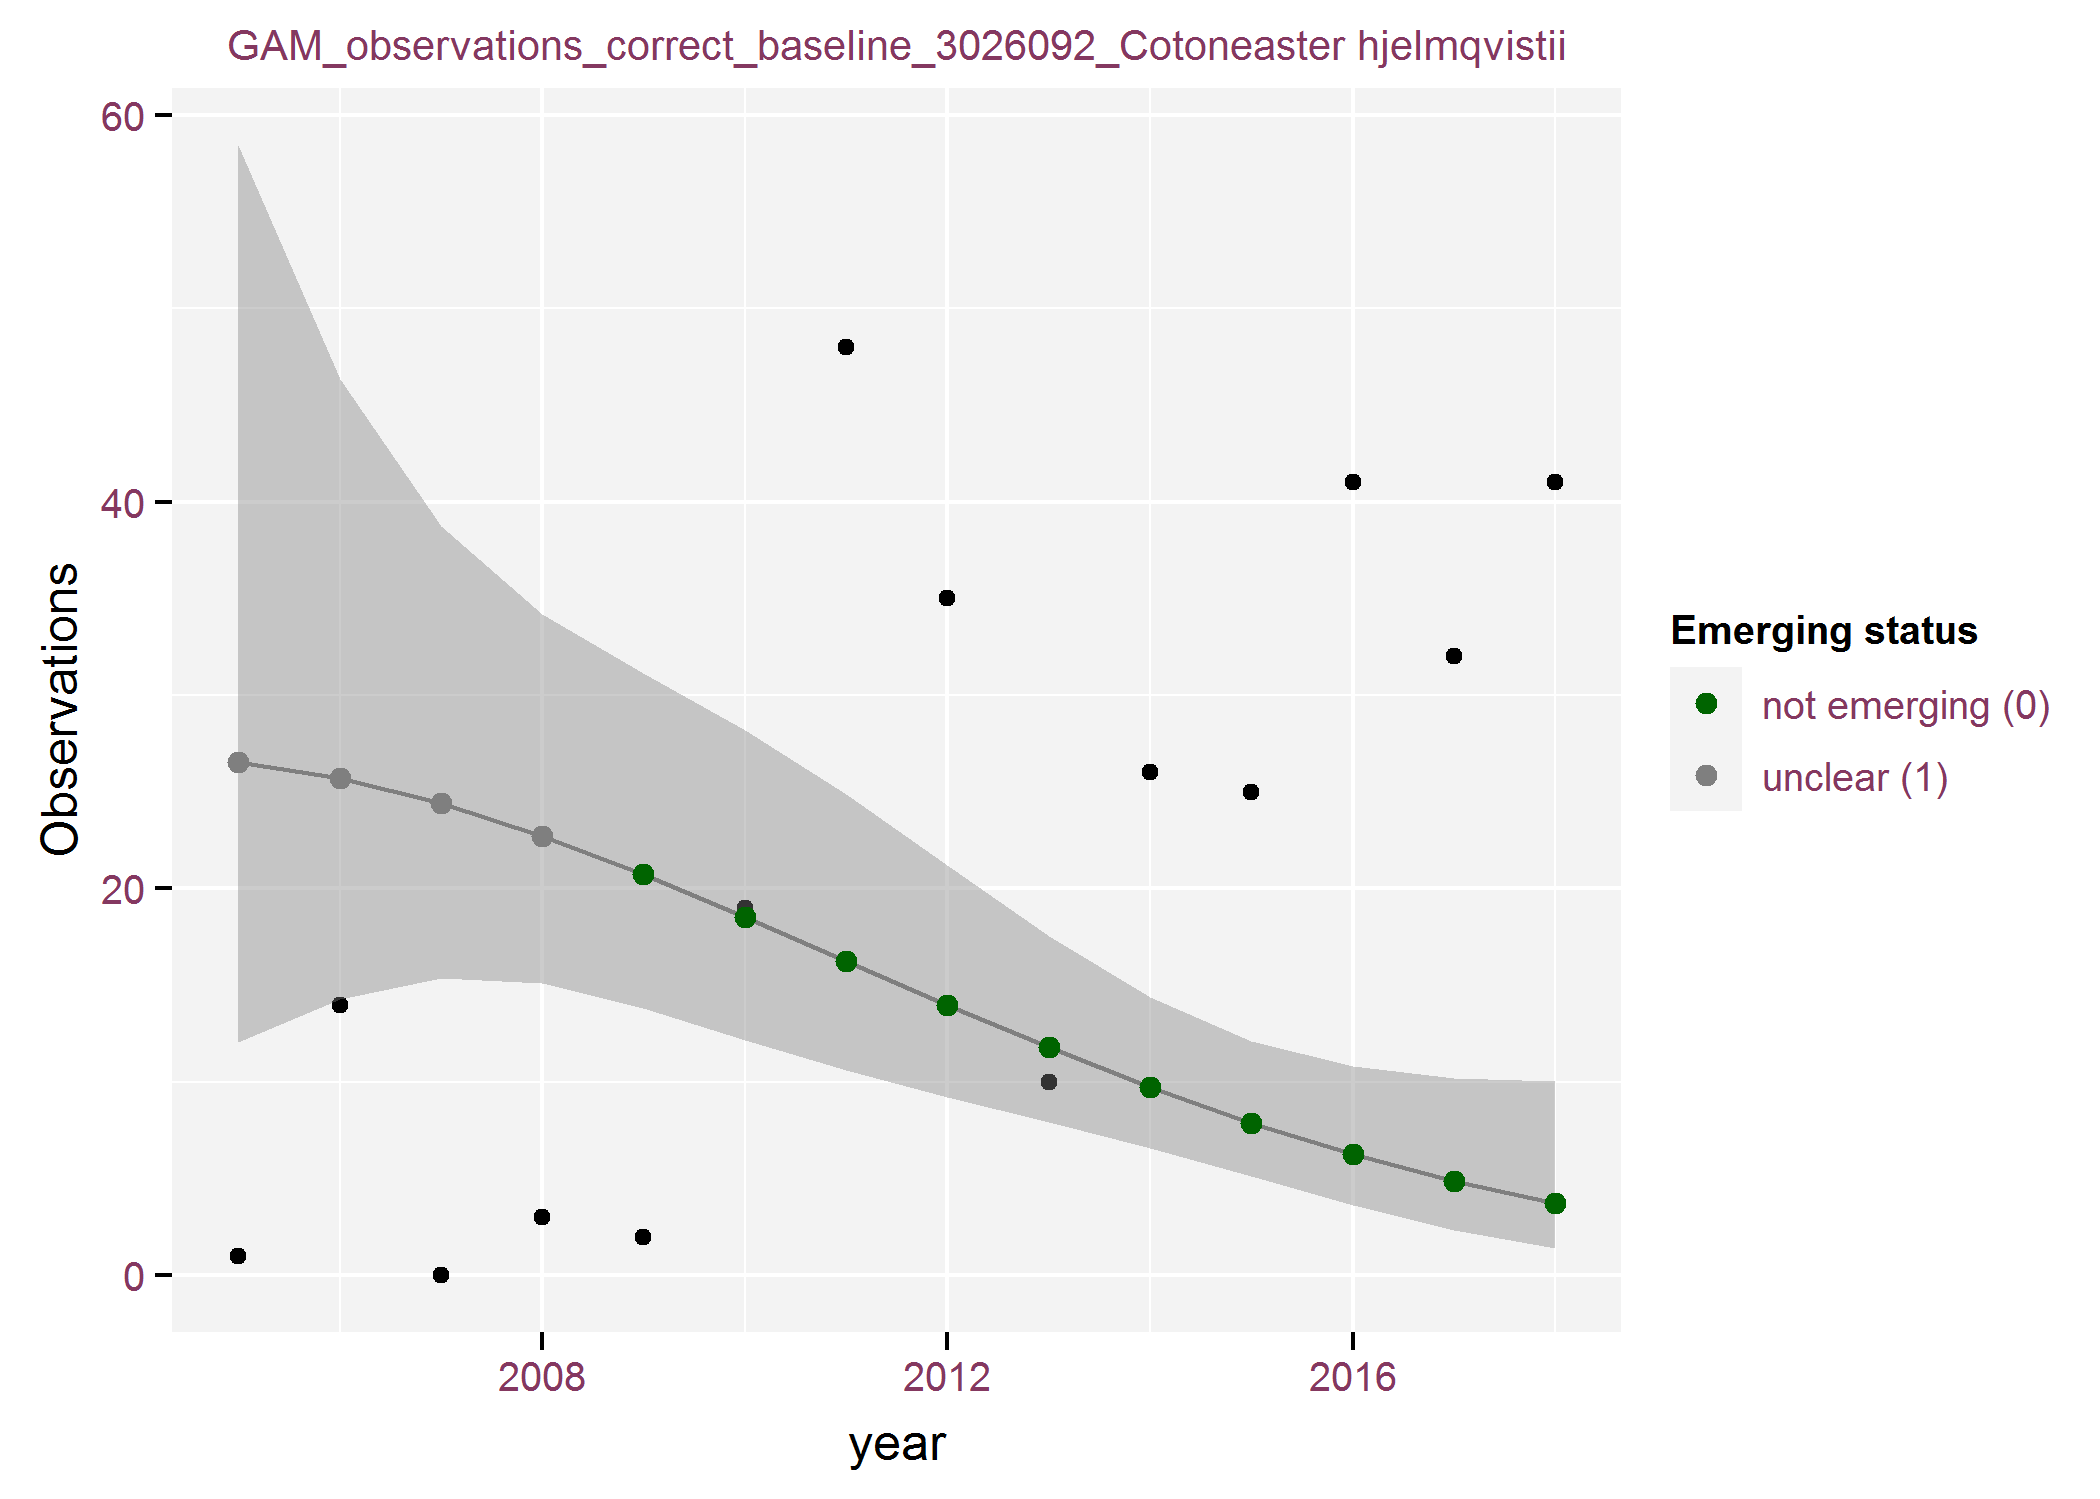 GAM_observations_correct_baseline_3026092_Cotoneaster hjelmqvistii
60
40
20
0
Observations
2008
2012
2016
year
Emerging status
not emerging (0)
unclear (1)